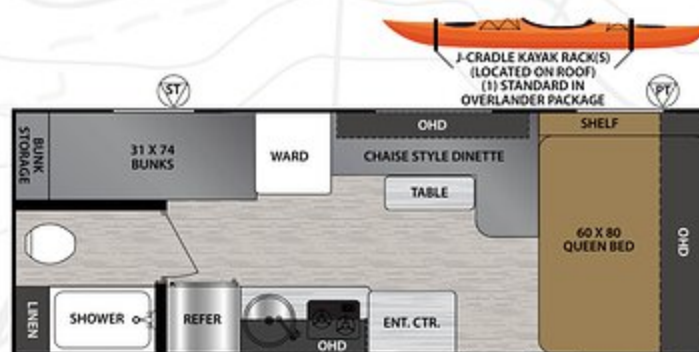 J-CRADLE KAYAK RACK(S)
(LOCATED ON ROOF)
(1) STANDARD IN
OVERLANDER PACKAGE
ST
PT
BUNK
STORAGE
31 X 74
BUNKS
WARD
OHD
CHAISE STYLE DINETTE
TABLE
SHELF
60 X 80
QUEEN BED
OHD
LINEN
SHOWER
REFER
ENT. CTR.
OHD